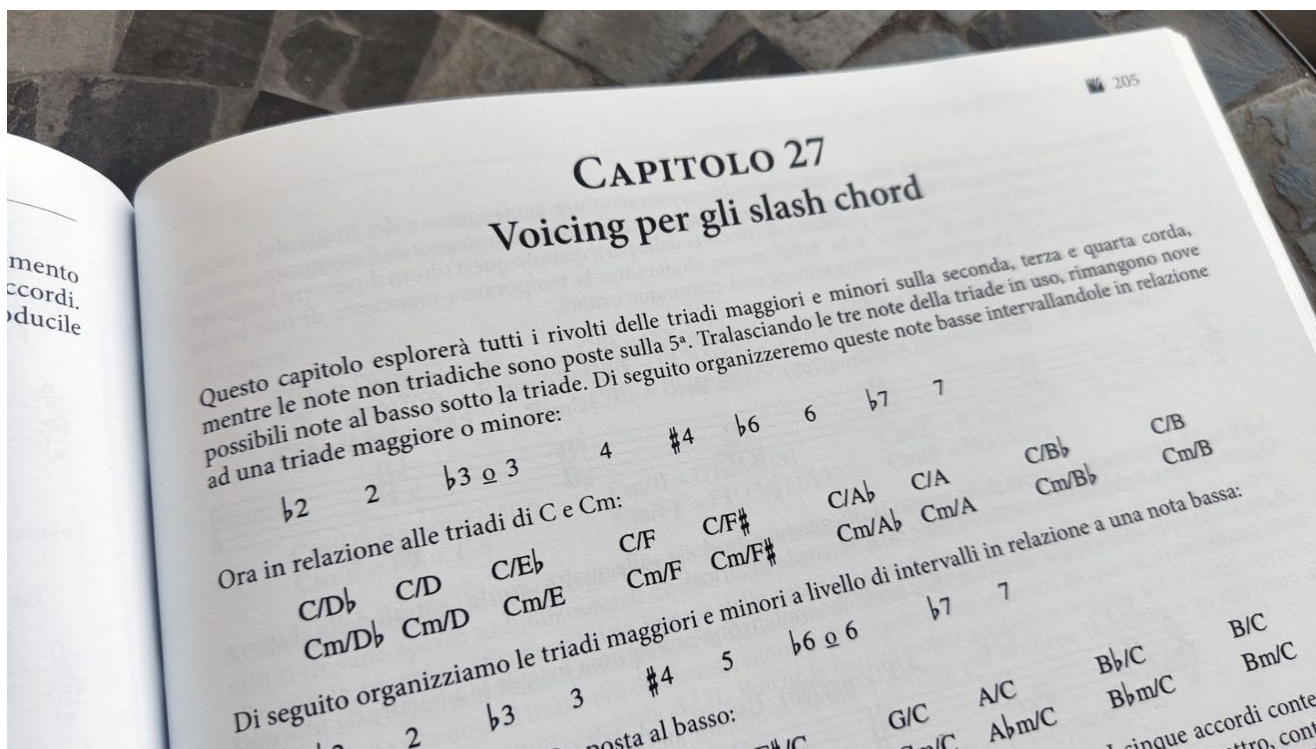 mento
ccordi.
ducile
205
CAPITOLO 27
Voicing per gli slash chord
Questo capitolo esplorerà tutti i rivolti delle triadi maggiori e minori sulla seconda, terza e quarta corda,
mentre le note non triadiche sono poste sulla 5ª. Tralasciando le tre note della triade in uso, rimangono nove
possibili note al basso sotto la triade. Di seguito organizzeremo queste note basse intervallandole in relazione
ad una triade maggiore o minore:
♭2 2 ♭3 o 3 4 ♯4 ♭6 6 ♭7 7
Ora in relazione alle triadi di C e Cm:
C/D♭ C/D C/E♭ C/F C/F♯ C/A♭ C/A C/B♭ C/B
Cm/D♭ Cm/D Cm/E Cm/F Cm/F♯ Cm/A♭ Cm/A Cm/B♭ Cm/B
Di seguito organizziamo le triadi maggiori e minori a livello di intervalli in relazione a una nota bassa:
2 ♭3 3 ♯4 5 ♭6 o 6 ♭7 7
posta al basso:
G/C A/C B♭/C B/C
A♭m/C B♭m/C Bm/C
cinque accordi conte